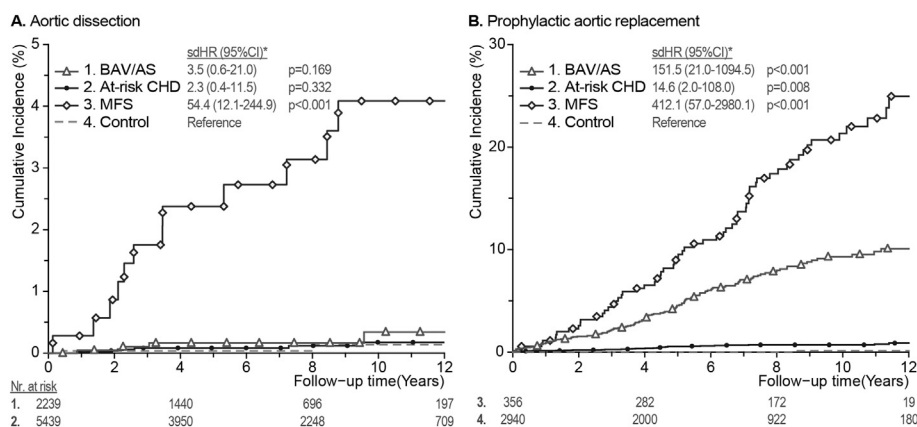 A. Aortic dissection
Cumulative Incidence (%)
5
4
3
2
1
0
sdHR (95%CI)*
1. BAV/AS 3.5 (0.6-21.0) p=0.169
2. At-risk CHD 2.3 (0.4-11.5) p=0.332
3. MFS 54.4 (12.1-244.9) p<0.001
4. Control Reference
0 2 4 6 8 10 12
Follow-up time(Years)
Nr. at risk
1. 2239 1440 696 197
2. 5439 3950 2248 709
B. Prophylactic aortic replacement
Cumulative Incidence (%)
30
20
10
0
sdHR (95%CI)*
1. BAV/AS 151.5 (21.0-1094.5) p<0.001
2. At-risk CHD 14.6 (2.0-108.0) p=0.008
3. MFS 412.1 (57.0-2980.1) p<0.001
4. Control Reference
0 2 4 6 8 10 12
Follow-up time(Years)
3. 356 282 172 19
4. 2940 2000 922 180